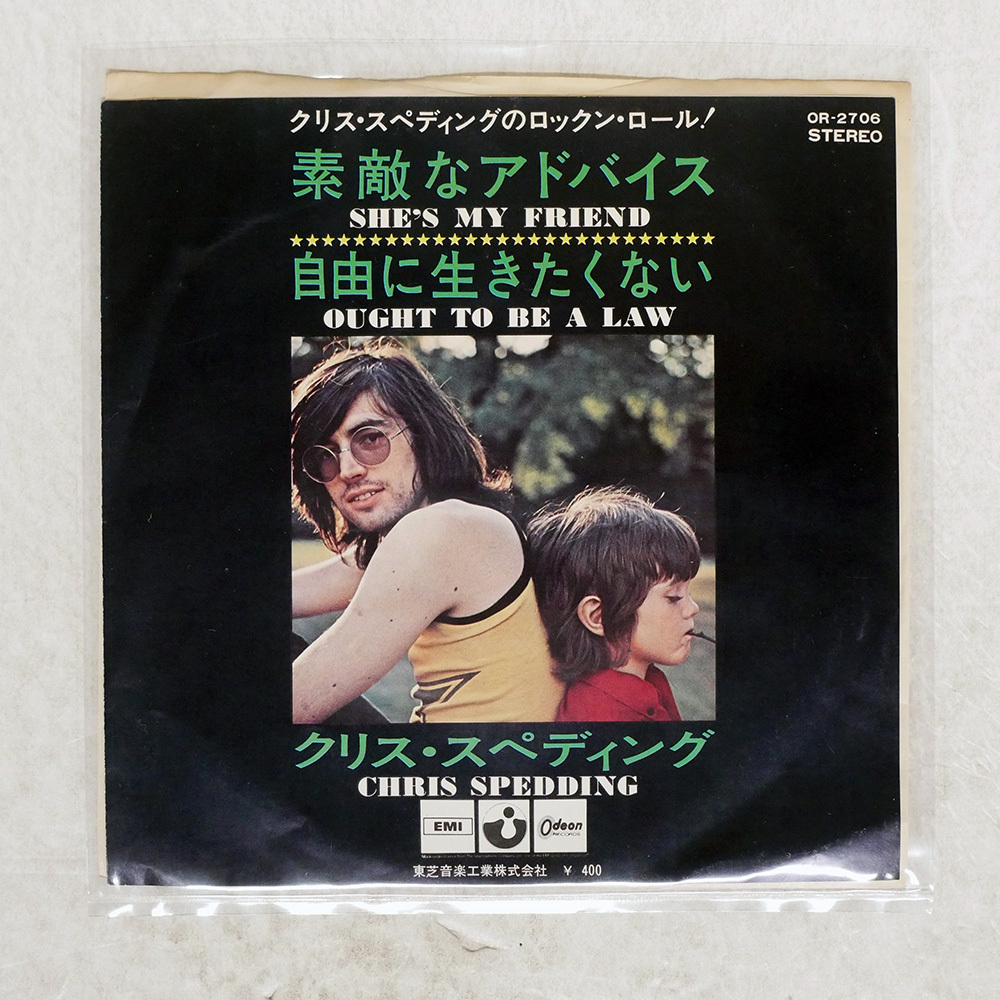 クリス・スペディングのロックン・ロール!
OR-2706
STEREO
素敵なアドバイス
SHE'S MY FRIEND
★★★★★★★★★★★★★★★★★★★★★★★★★★★
自由に生きたくない
OUGHT TO BE A LAW
クリス・スペディング
CHRIS SPEDDING
EMI
Odeon
RECORDS
東芝音楽工業株式会社 ¥ 400